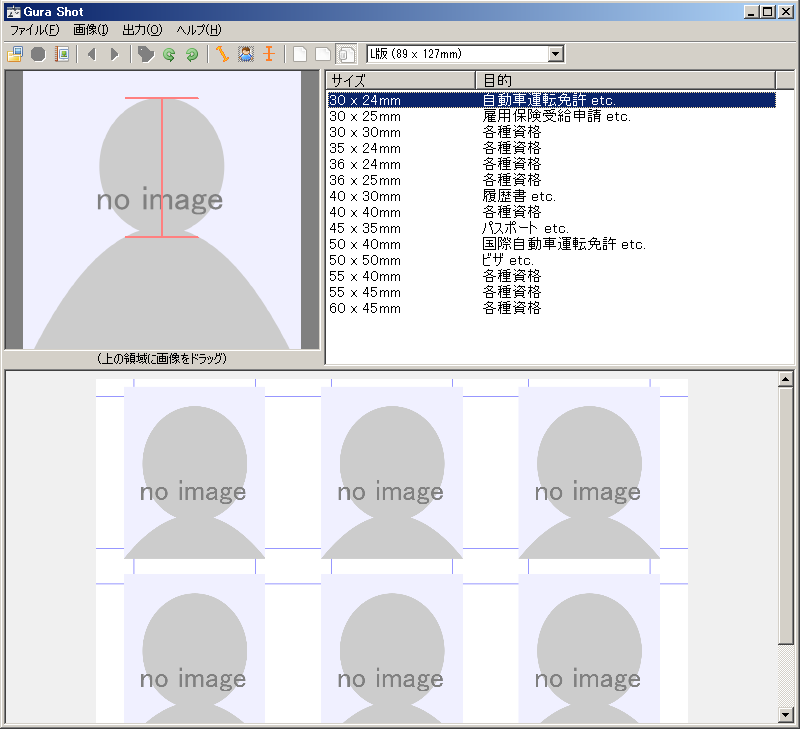 Gura Shot
ファイル(F) 画像(I) 出力(O) ヘルプ(H)
L版 (89 x 127mm)
サイズ 目的
30 x 24mm 自動車運転免許 etc.
30 x 25mm 雇用保険受給申請 etc.
30 x 30mm 各種資格
35 x 24mm 各種資格
36 x 24mm 各種資格
36 x 25mm 各種資格
40 x 30mm 履歴書 etc.
40 x 40mm 各種資格
45 x 35mm パスポート etc.
50 x 40mm 国際自動車運転免許 etc.
50 x 50mm ビザ etc.
55 x 40mm 各種資格
55 x 45mm 各種資格
60 x 45mm 各種資格
no image
(上の領域に画像をドラッグ)
no image no image no image
no image no image no image